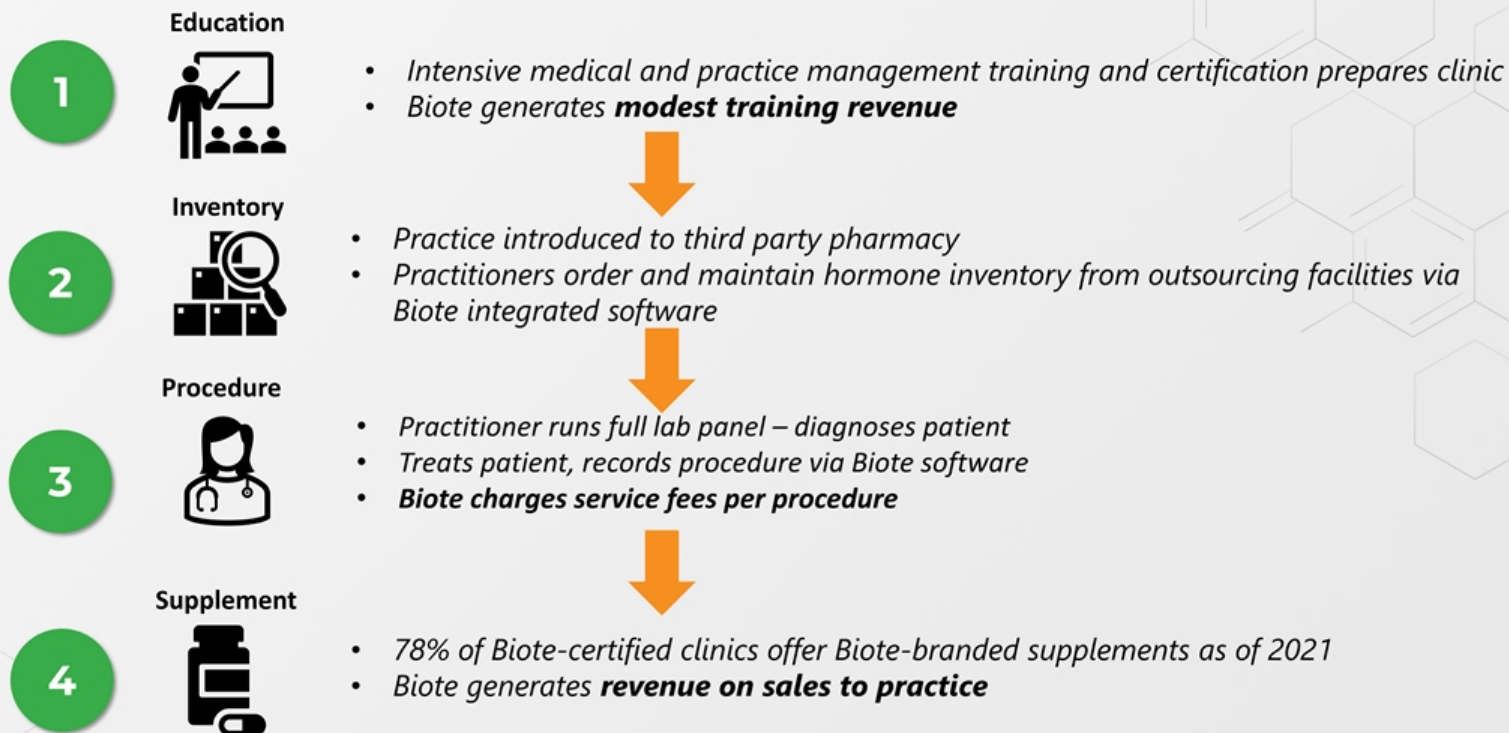 Education
1
• Intensive medical and practice management training and certification prepares clinic
• Biote generates modest training revenue
Inventory
2
• Practice introduced to third party pharmacy
• Practitioners order and maintain hormone inventory from outsourcing facilities via
Biote integrated software
Procedure
3
• Practitioner runs full lab panel – diagnoses patient
• Treats patient, records procedure via Biote software
• Biote charges service fees per procedure
Supplement
4
• 78% of Biote-certified clinics offer Biote-branded supplements as of 2021
• Biote generates revenue on sales to practice